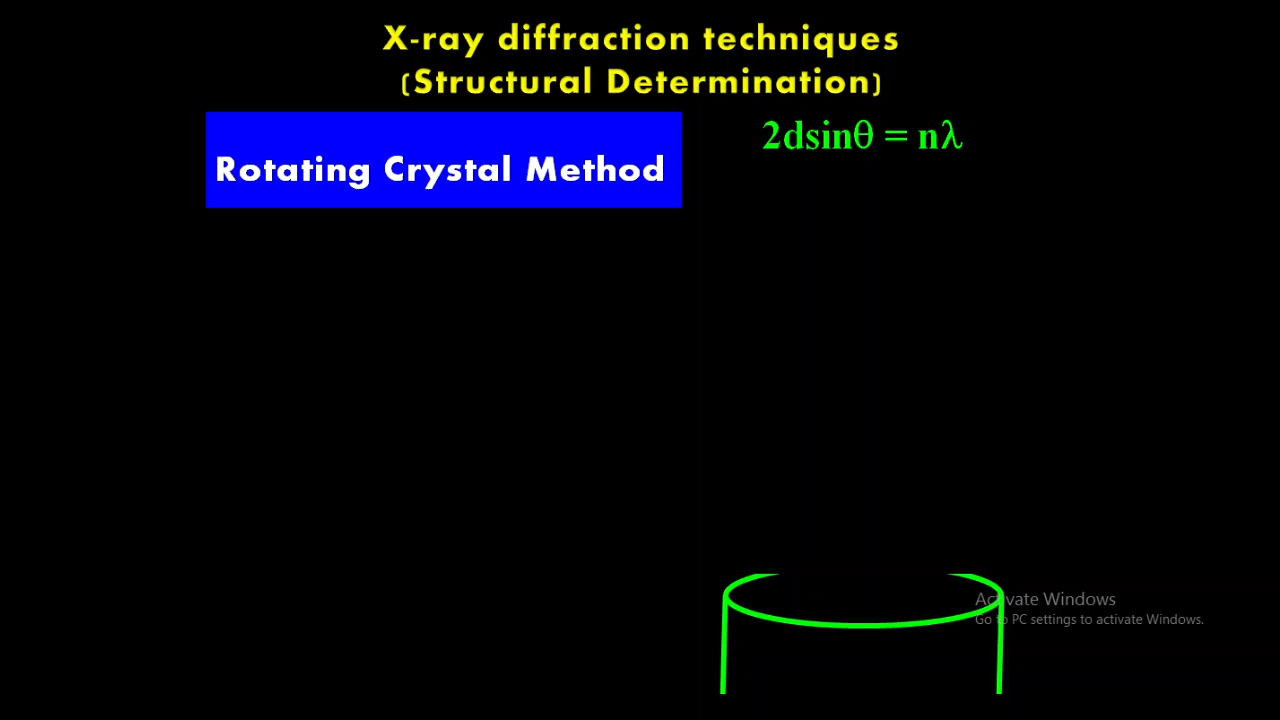 X-ray diffraction techniques
(Structural Determination)
Rotating Crystal Method
2dsinθ = nλ
Activate Windows
Go to PC settings to activate Windows.